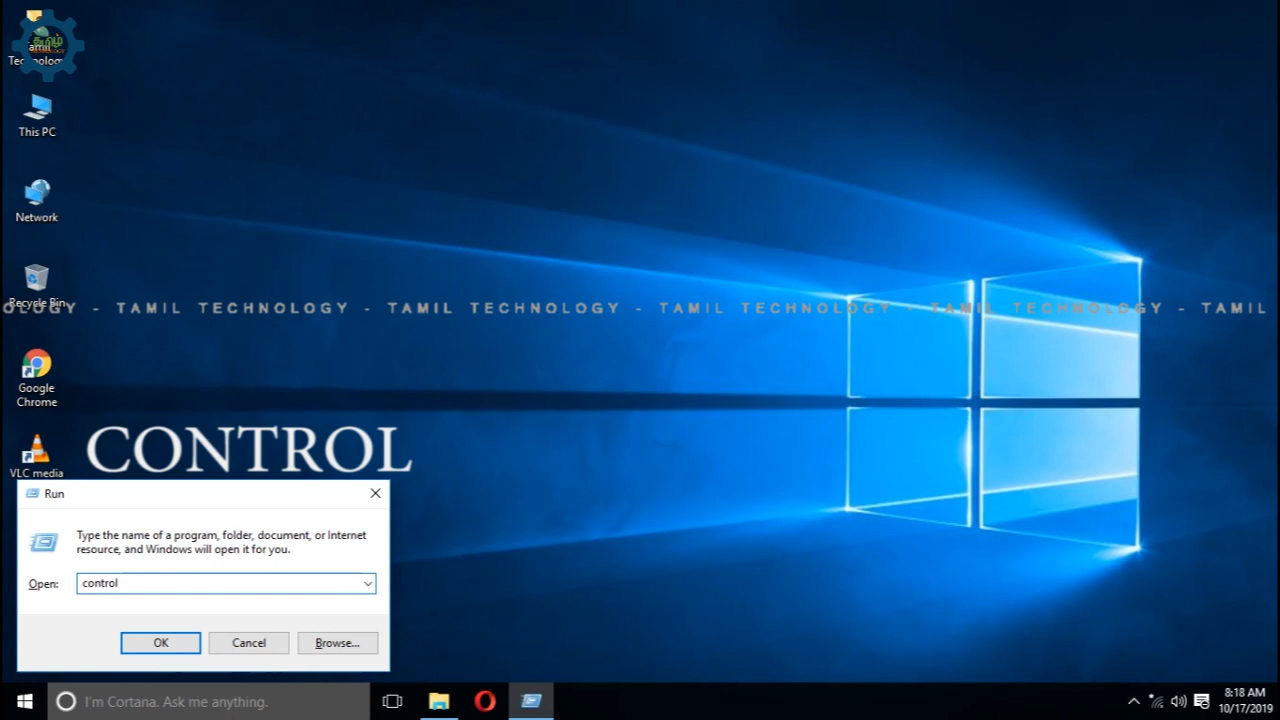 தமிழ்
Tamil
Technology
This PC
Network
Recycle Bin
OLOGY - TAMIL TECHNOLOGY - TAMIL TECHNOLOGY - TAMIL TECHNOLOGY - TAMIL TECHNOLOGY - TAMIL
Google
Chrome
CONTROL
VLC media
Run
Type the name of a program, folder, document, or Internet
resource, and Windows will open it for you.
Open: control
OK Cancel Browse...
I'm Cortana. Ask me anything.
8:18 AM
10/17/2019